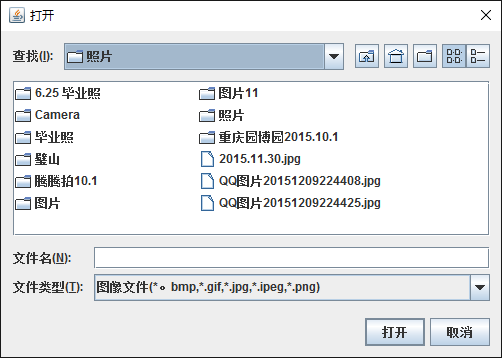 打开
查找(I):
照片
6.25 毕业照
Camera
毕业照
璧山
腾腾拍10.1
图片
图片11
照片
重庆园博园2015.10.1
2015.11.30.jpg
QQ图片20151209224408.jpg
QQ图片20151209224425.jpg
文件名(N):
文件类型(T):
图像文件(*。bmp,*.gif,*.jpg,*.ipeg,*.png)
打开
取消